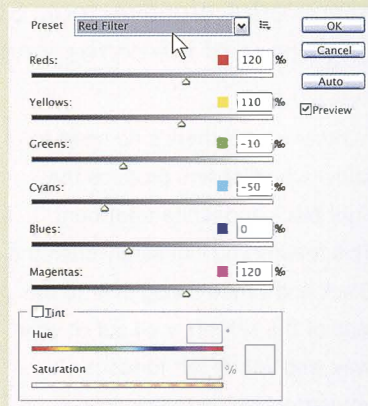 Preset Red Filter OK
Cancel
Reds: 120 %
Auto
Yellows: 110 %
Preview
Greens: -10 %
Cyans: -50 %
Blues: 0 %
Magentas: 120 %
Tint
Hue °
Saturation %